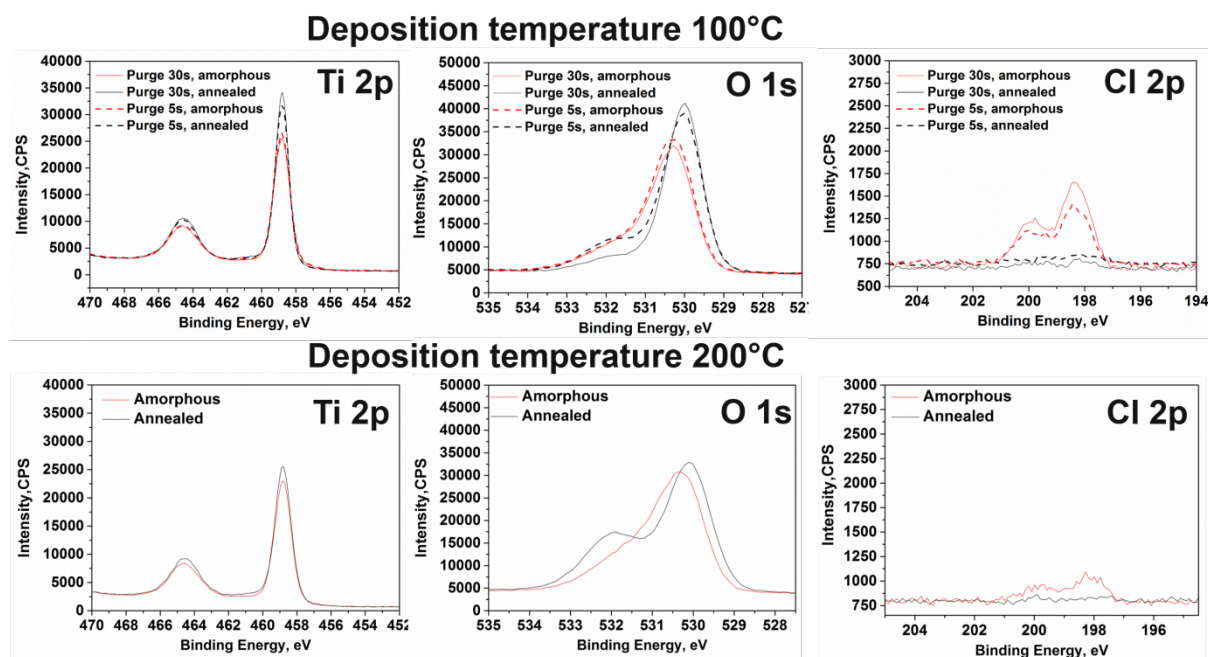 Deposition temperature 100°C
Ti 2p
Purge 30s, amorphous
Purge 30s, annealed
Purge 5s, amorphous
Purge 5s, annealed
40000
35000
30000
25000
20000
15000
10000
5000
0
Intensity,CPS
470 468 466 464 462 460 458 456 454 452
Binding Energy, eV
O 1s
Purge 30s, amorphous
Purge 30s, annealed
Purge 5s, amorphous
Purge 5s, annealed
50000
45000
40000
35000
30000
25000
20000
15000
10000
5000
0
Intensity,CPS
535 534 533 532 531 530 529 528 527
Binding Energy, eV
Cl 2p
Purge 30s, amorphous
Purge 30s, annealed
Purge 5s, amorphous
Purge 5s, annealed
3000
2750
2500
2250
2000
1750
1500
1250
1000
750
500
Intensity,CPS
204 202 200 198 196 194
Binding Energy, eV
Deposition temperature 200°C
Ti 2p
Amorphous
Annealed
40000
35000
30000
25000
20000
15000
10000
5000
0
Intensity,CPS
470 468 466 464 462 460 458 456 454 452
Binding Energy, eV
O 1s
Amorphous
Annealed
50000
45000
40000
35000
30000
25000
20000
15000
10000
5000
0
Intensity,CPS
535 534 533 532 531 530 529 528
Binding Energy, eV
Cl 2p
Amorphous
Annealed
3000
2750
2500
2250
2000
1750
1500
1250
1000
750
Intensity,CPS
204 202 200 198 196
Binding Energy, eV